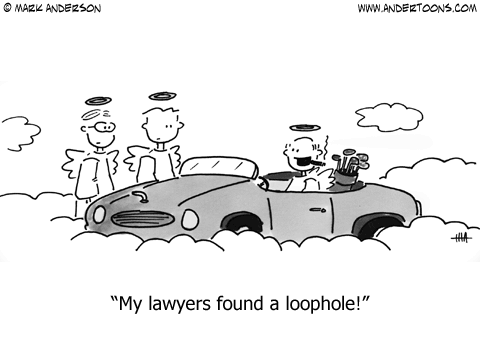 © MARK ANDERSON
WWW.ANDERTOONS.COM
“My lawyers found a loophole!”